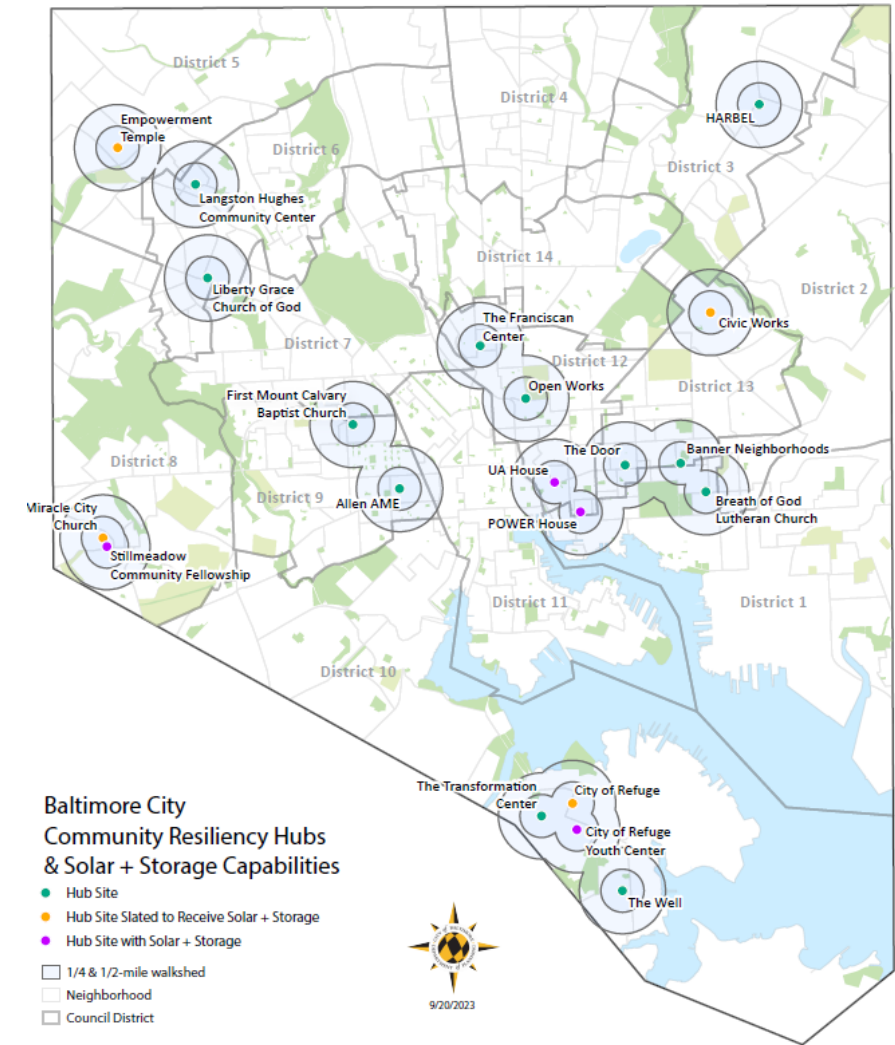 District 5
District 4
Empowerment
Temple
HARBEL
District 6
District 3
Langston Hughes
Community Center
District 14
Liberty Grace
Church of God
District 2
The Franciscan
Center
Civic Works
District 7
District 12
Open Works
District 13
First Mount Calvary
Baptist Church
The Door
Banner Neighborhoods
District 8
UA House
District 9
Allen AME
Breath of God
Lutheran Church
Miracle City
Church
POWER House
Stillmeadow
Community Fellowship
District 11
District 1
District 10
The Transformation
Center
City of Refuge
City of Refuge
Youth Center
The Well
Baltimore City
Community Resiliency Hubs
& Solar + Storage Capabilities
Hub Site
Hub Site Slated to Receive Solar + Storage
Hub Site with Solar + Storage
1/4 & 1/2-mile walkshed
Neighborhood
Council District
9/20/2023